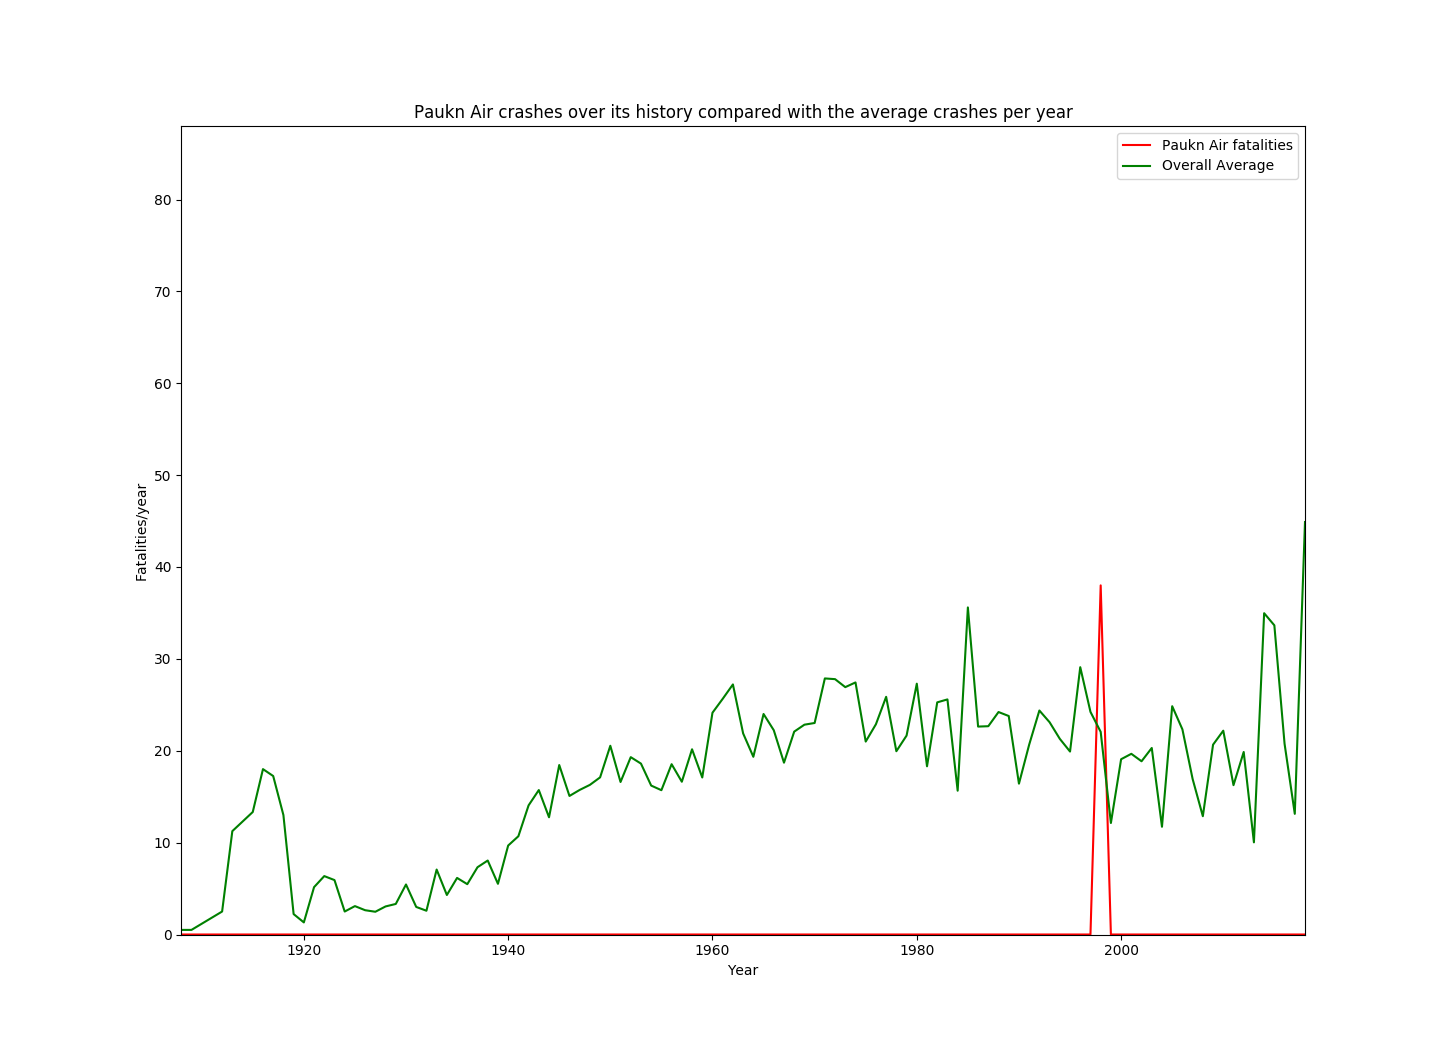 Paukn Air crashes over its history compared with the average crashes per year
Paukn Air fatalities
Overall Average
80
70
60
50
40
30
20
10
0
Fatalities/year
1920 1940 1960 1980 2000
Year